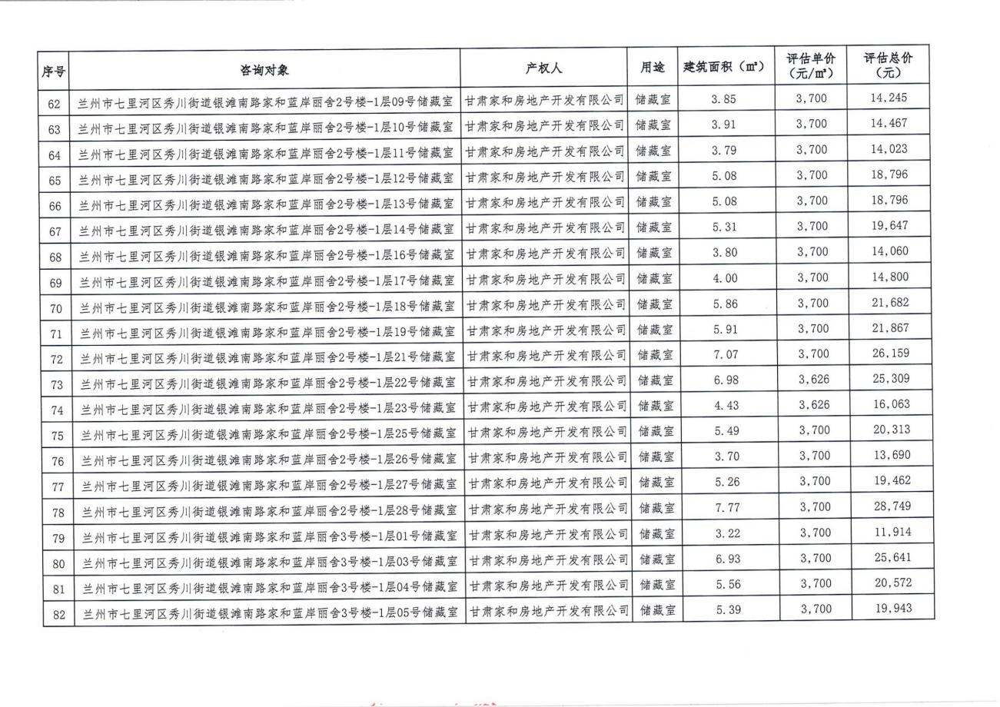 序号 咨询对象 产权人 用途 建筑面积（㎡） 评估单价（元/㎡） 评估总价（元）
62 兰州市七里河区秀川街道银滩南路家和蓝岸丽舍2号楼-1层09号储藏室 甘肃家和房地产开发有限公司 储藏室 3.85 3,700 14,245
63 兰州市七里河区秀川街道银滩南路家和蓝岸丽舍2号楼-1层10号储藏室 甘肃家和房地产开发有限公司 储藏室 3.91 3,700 14,467
64 兰州市七里河区秀川街道银滩南路家和蓝岸丽舍2号楼-1层11号储藏室 甘肃家和房地产开发有限公司 储藏室 3.79 3,700 14,023
65 兰州市七里河区秀川街道银滩南路家和蓝岸丽舍2号楼-1层12号储藏室 甘肃家和房地产开发有限公司 储藏室 5.08 3,700 18,796
66 兰州市七里河区秀川街道银滩南路家和蓝岸丽舍2号楼-1层13号储藏室 甘肃家和房地产开发有限公司 储藏室 5.08 3,700 18,796
67 兰州市七里河区秀川街道银滩南路家和蓝岸丽舍2号楼-1层14号储藏室 甘肃家和房地产开发有限公司 储藏室 5.31 3,700 19,647
68 兰州市七里河区秀川街道银滩南路家和蓝岸丽舍2号楼-1层16号储藏室 甘肃家和房地产开发有限公司 储藏室 3.80 3,700 14,060
69 兰州市七里河区秀川街道银滩南路家和蓝岸丽舍2号楼-1层17号储藏室 甘肃家和房地产开发有限公司 储藏室 4.00 3,700 14,800
70 兰州市七里河区秀川街道银滩南路家和蓝岸丽舍2号楼-1层18号储藏室 甘肃家和房地产开发有限公司 储藏室 5.86 3,700 21,682
71 兰州市七里河区秀川街道银滩南路家和蓝岸丽舍2号楼-1层19号储藏室 甘肃家和房地产开发有限公司 储藏室 5.91 3,700 21,867
72 兰州市七里河区秀川街道银滩南路家和蓝岸丽舍2号楼-1层21号储藏室 甘肃家和房地产开发有限公司 储藏室 7.07 3,700 26,159
73 兰州市七里河区秀川街道银滩南路家和蓝岸丽舍2号楼-1层22号储藏室 甘肃家和房地产开发有限公司 储藏室 6.98 3,626 25,309
74 兰州市七里河区秀川街道银滩南路家和蓝岸丽舍2号楼-1层23号储藏室 甘肃家和房地产开发有限公司 储藏室 4.43 3,626 16,063
75 兰州市七里河区秀川街道银滩南路家和蓝岸丽舍2号楼-1层25号储藏室 甘肃家和房地产开发有限公司 储藏室 5.49 3,700 20,313
76 兰州市七里河区秀川街道银滩南路家和蓝岸丽舍2号楼-1层26号储藏室 甘肃家和房地产开发有限公司 储藏室 3.70 3,700 13,690
77 兰州市七里河区秀川街道银滩南路家和蓝岸丽舍2号楼-1层27号储藏室 甘肃家和房地产开发有限公司 储藏室 5.26 3,700 19,462
78 兰州市七里河区秀川街道银滩南路家和蓝岸丽舍2号楼-1层28号储藏室 甘肃家和房地产开发有限公司 储藏室 7.77 3,700 28,749
79 兰州市七里河区秀川街道银滩南路家和蓝岸丽舍3号楼-1层01号储藏室 甘肃家和房地产开发有限公司 储藏室 3.22 3,700 11,914
80 兰州市七里河区秀川街道银滩南路家和蓝岸丽舍3号楼-1层03号储藏室 甘肃家和房地产开发有限公司 储藏室 6.93 3,700 25,641
81 兰州市七里河区秀川街道银滩南路家和蓝岸丽舍3号楼-1层04号储藏室 甘肃家和房地产开发有限公司 储藏室 5.56 3,700 20,572
82 兰州市七里河区秀川街道银滩南路家和蓝岸丽舍3号楼-1层05号储藏室 甘肃家和房地产开发有限公司 储藏室 5.39 3,700 19,943